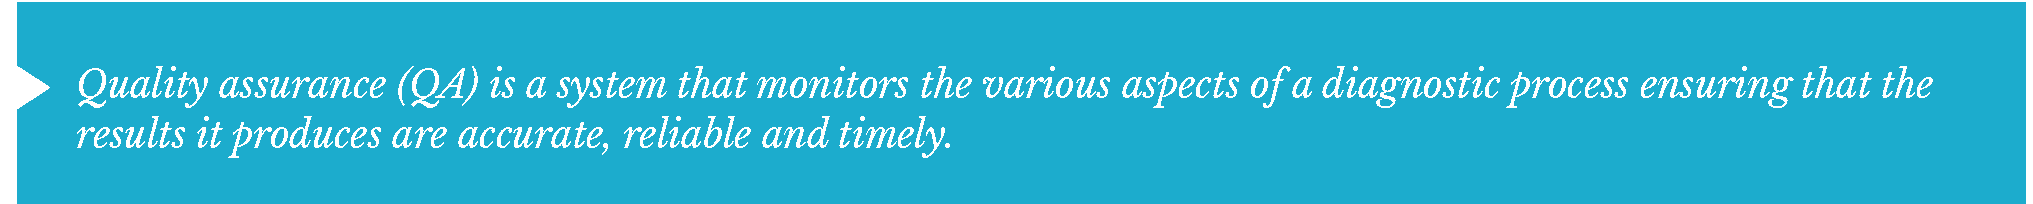 Quality assurance (QA) is a system that monitors the various aspects of a diagnostic process ensuring that the
results it produces are accurate, reliable and timely.